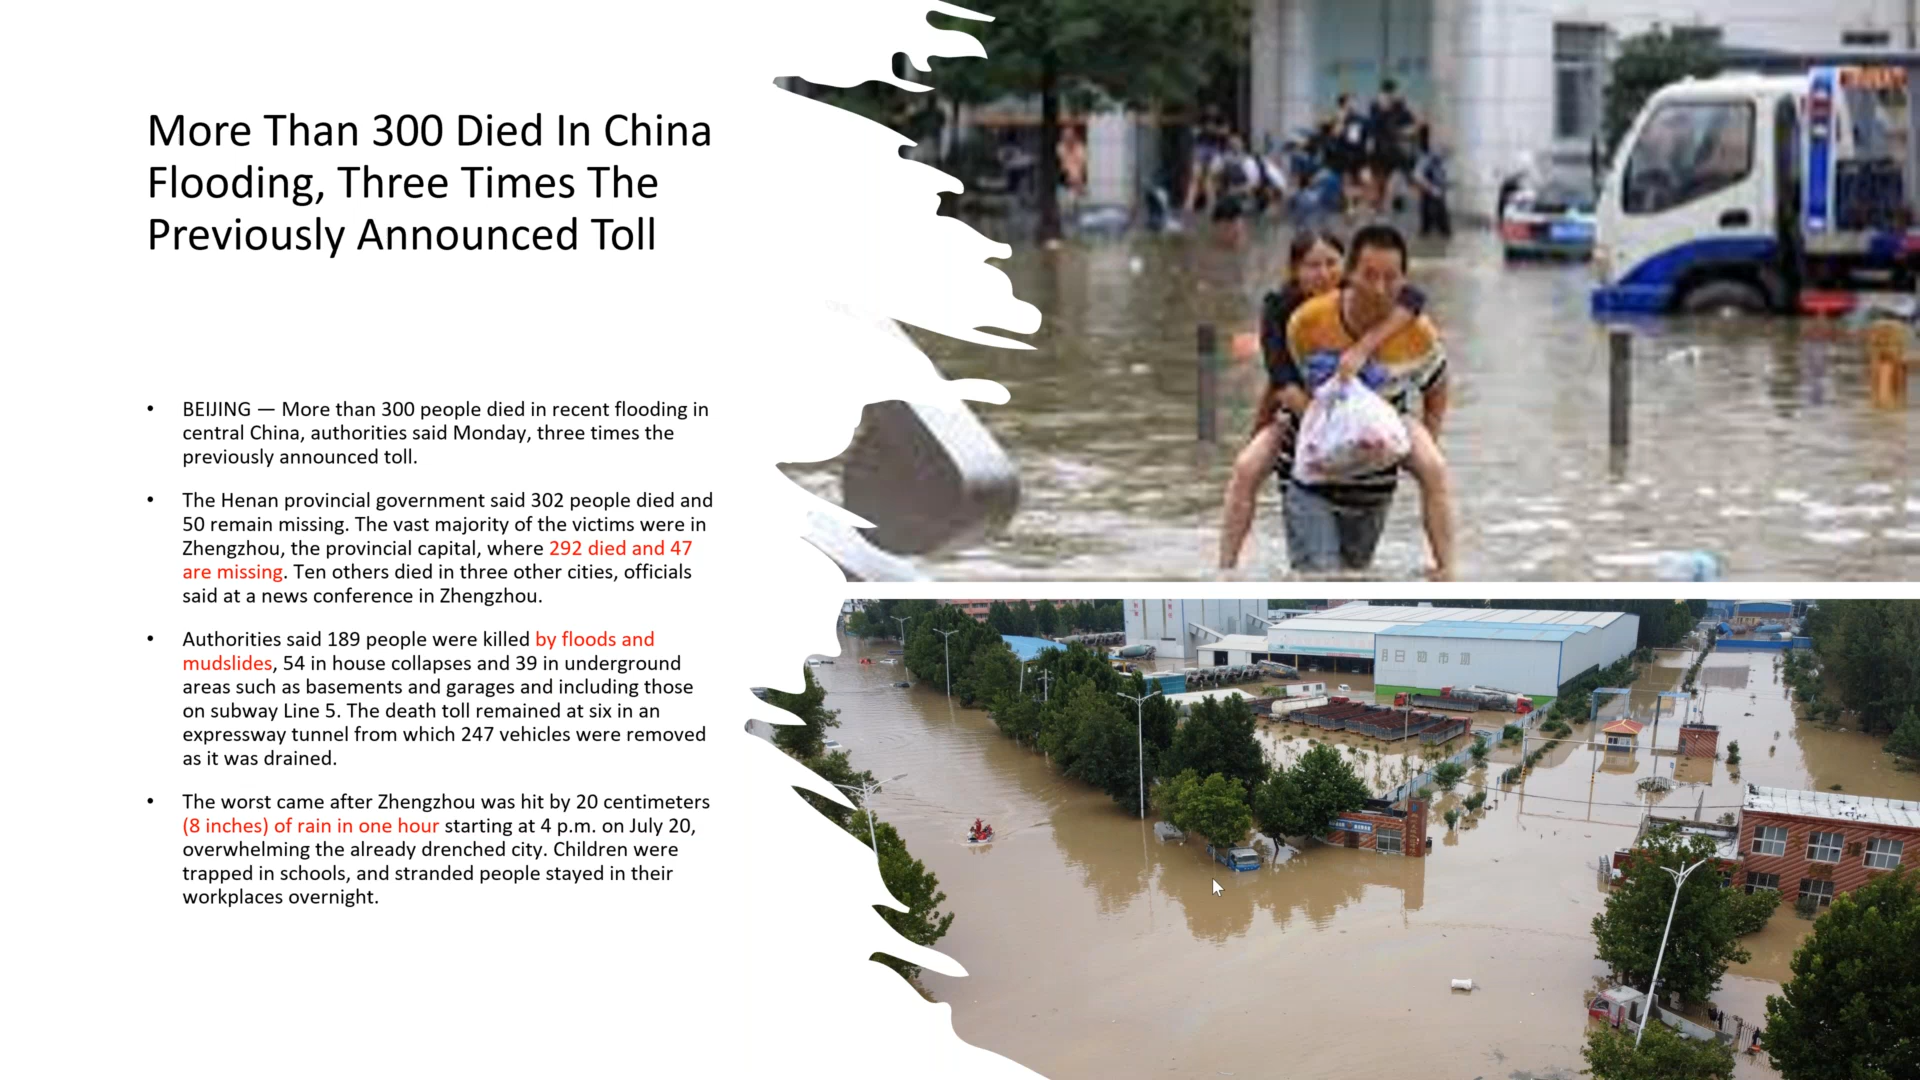 More Than 300 Died In China
Flooding, Three Times The
Previously Announced Toll
• BEIJING — More than 300 people died in recent flooding in
central China, authorities said Monday, three times the
previously announced toll.
• The Henan provincial government said 302 people died and
50 remain missing. The vast majority of the victims were in
Zhengzhou, the provincial capital, where 292 died and 47
are missing. Ten others died in three other cities, officials
said at a news conference in Zhengzhou.
• Authorities said 189 people were killed by floods and
mudslides, 54 in house collapses and 39 in underground
areas such as basements and garages and including those
on subway Line 5. The death toll remained at six in an
expressway tunnel from which 247 vehicles were removed
as it was drained.
• The worst came after Zhengzhou was hit by 20 centimeters
(8 inches) of rain in one hour starting at 4 p.m. on July 20,
overwhelming the already drenched city. Children were
trapped in schools, and stranded people stayed in their
workplaces overnight.